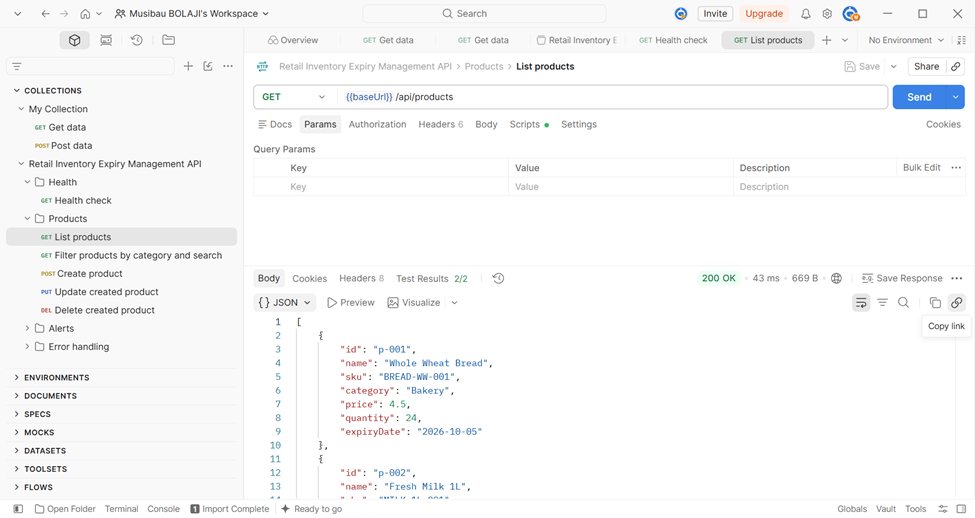 Musibau BOLAJI's Workspace
Search
Invite
Upgrade
Overview
GET Get data
GET Get data
Retail Inventory E
GET Health check
GET List products
No Environment
COLLECTIONS
My Collection
GET Get data
POST Post data
Retail Inventory Expiry Management API
Health
GET Health check
Products
GET List products
GET Filter products by category and search
POST Create product
PUT Update created product
DEL Delete created product
Alerts
Error handling
ENVIRONMENTS
DOCUMENTS
SPECS
MOCKS
DATASETS
TOOLSETS
FLOWS
HTTP Retail Inventory Expiry Management API > Products > List products
Save
Share
GET
{{baseUrl}} /api/products
Send
Docs Params Authorization Headers 6 Body Scripts Settings
Cookies
Query Params
Key Value Description Bulk Edit
Key Value Description
Body Cookies Headers 8 Test Results 2/2
200 OK • 43 ms • 669 B
e.g. Save Response
{} JSON Preview Visualize
Copy link
1 [
2 {
3 "id": "p-001",
4 "name": "Whole Wheat Bread",
5 "sku": "BREAD-WW-001",
6 "category": "Bakery",
7 "price": 4.5,
8 "quantity": 24,
9 "expiryDate": "2026-10-05"
10 },
11 {
12 "id": "p-002",
13 "name": "Fresh Milk 1L",
Open Folder Terminal Console 1 Import Complete Ready to go
Globals Vault Tools